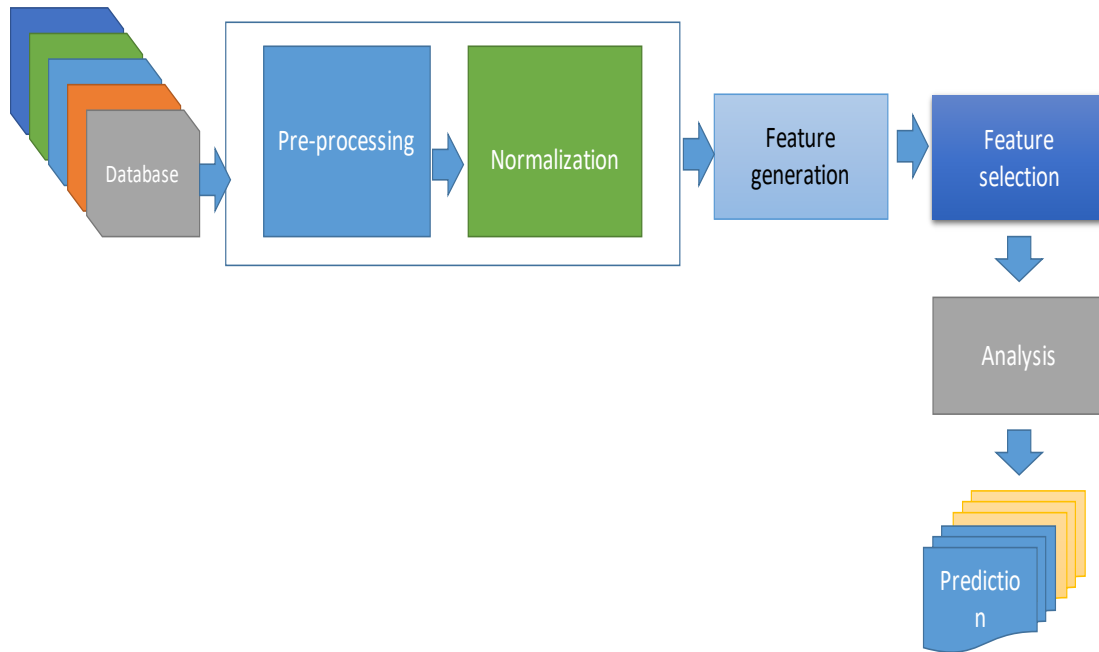 Database
Pre-processing
Normalization
Feature
generation
Feature
selection
Analysis
Predictio
n